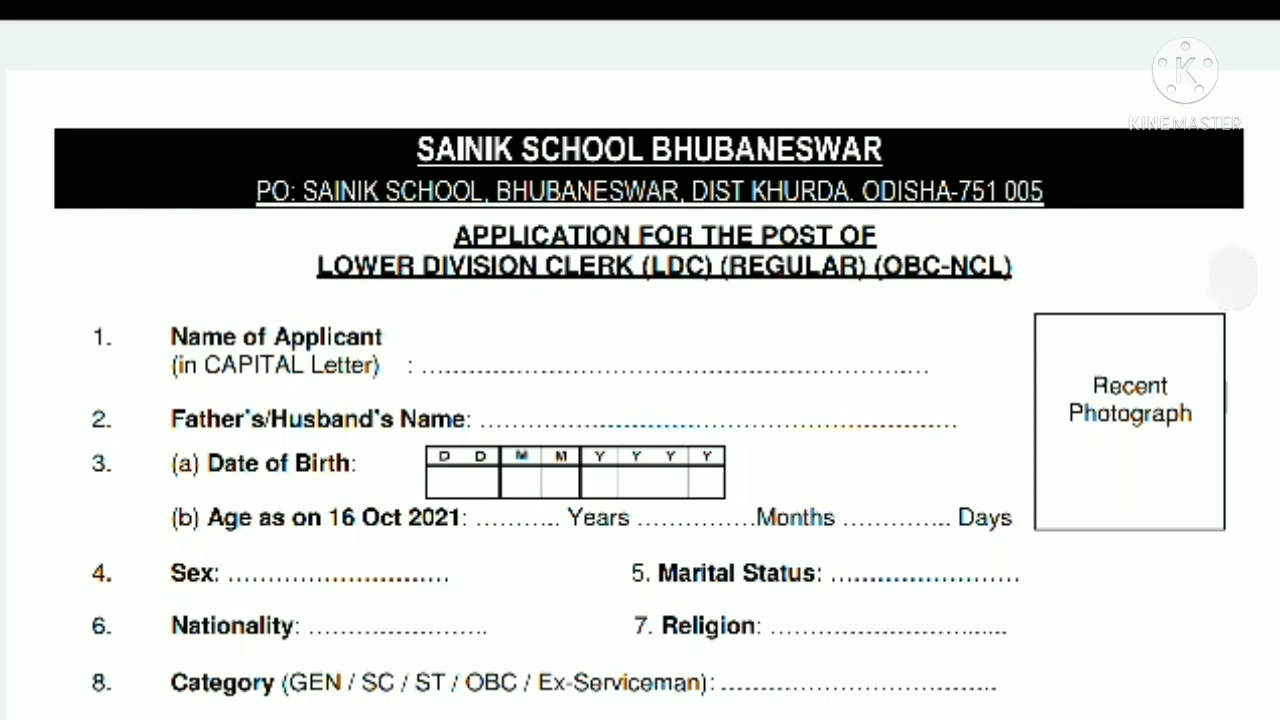 K
KINEMASTER
SAINIK SCHOOL BHUBANESWAR
PO: SAINIK SCHOOL, BHUBANESWAR, DIST KHURDA. ODISHA-751 005
APPLICATION FOR THE POST OF
LOWER DIVISION CLERK (LDC) (REGULAR) (OBC-NCL)
1. Name of Applicant
(in CAPITAL Letter) : ..........................................................................
Recent
Photograph
2. Father's/Husband's Name: ......................................................................
3. (a) Date of Birth: D D M M Y Y Y Y
(b) Age as on 16 Oct 2021: ........... Years ...............Months ............. Days
4. Sex: ............................... 5. Marital Status: ..........................
6. Nationality: ........................ 7. Religion: .................................
8. Category (GEN / SC / ST / OBC / Ex-Serviceman): .......................................